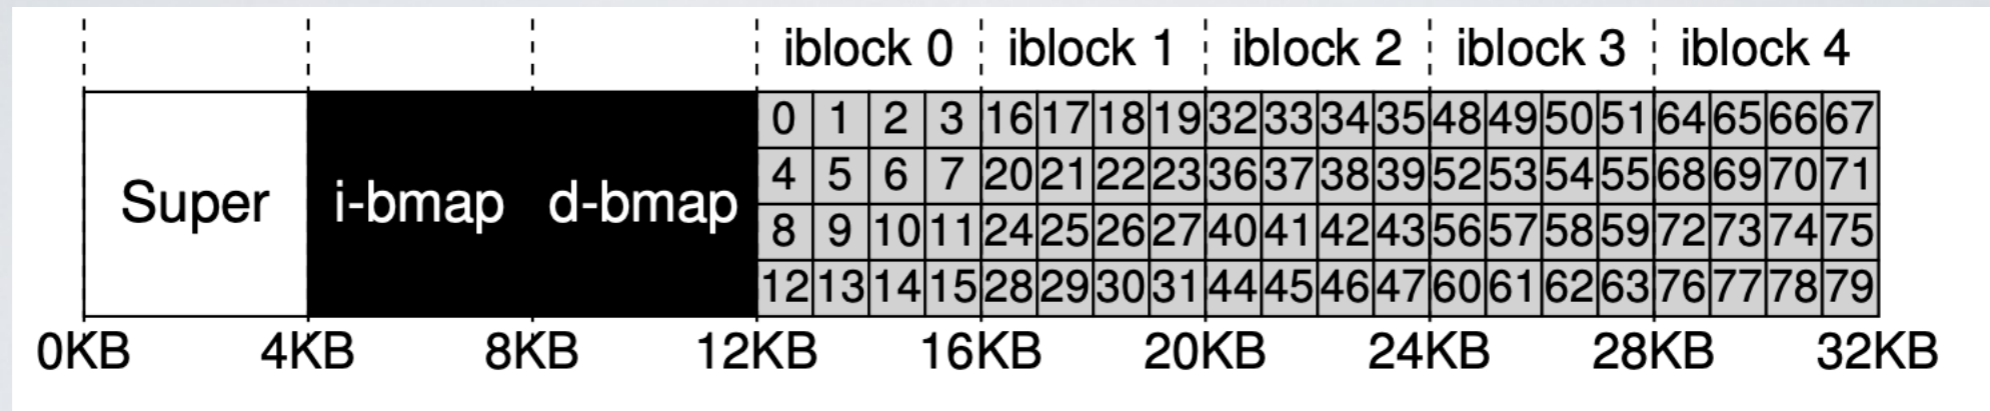 iblock 0 iblock 1 iblock 2 iblock 3 iblock 4
Super i-bmap d-bmap
0 1 2 3 16 17 18 19 32 33 34 35 48 49 50 51 64 65 66 67
4 5 6 7 20 21 22 23 36 37 38 39 52 53 54 55 68 69 70 71
8 9 10 11 24 25 26 27 40 41 42 43 56 57 58 59 72 73 74 75
12 13 14 15 28 29 30 31 44 45 46 47 60 61 62 63 76 77 78 79
0KB 4KB 8KB 12KB 16KB 20KB 24KB 28KB 32KB